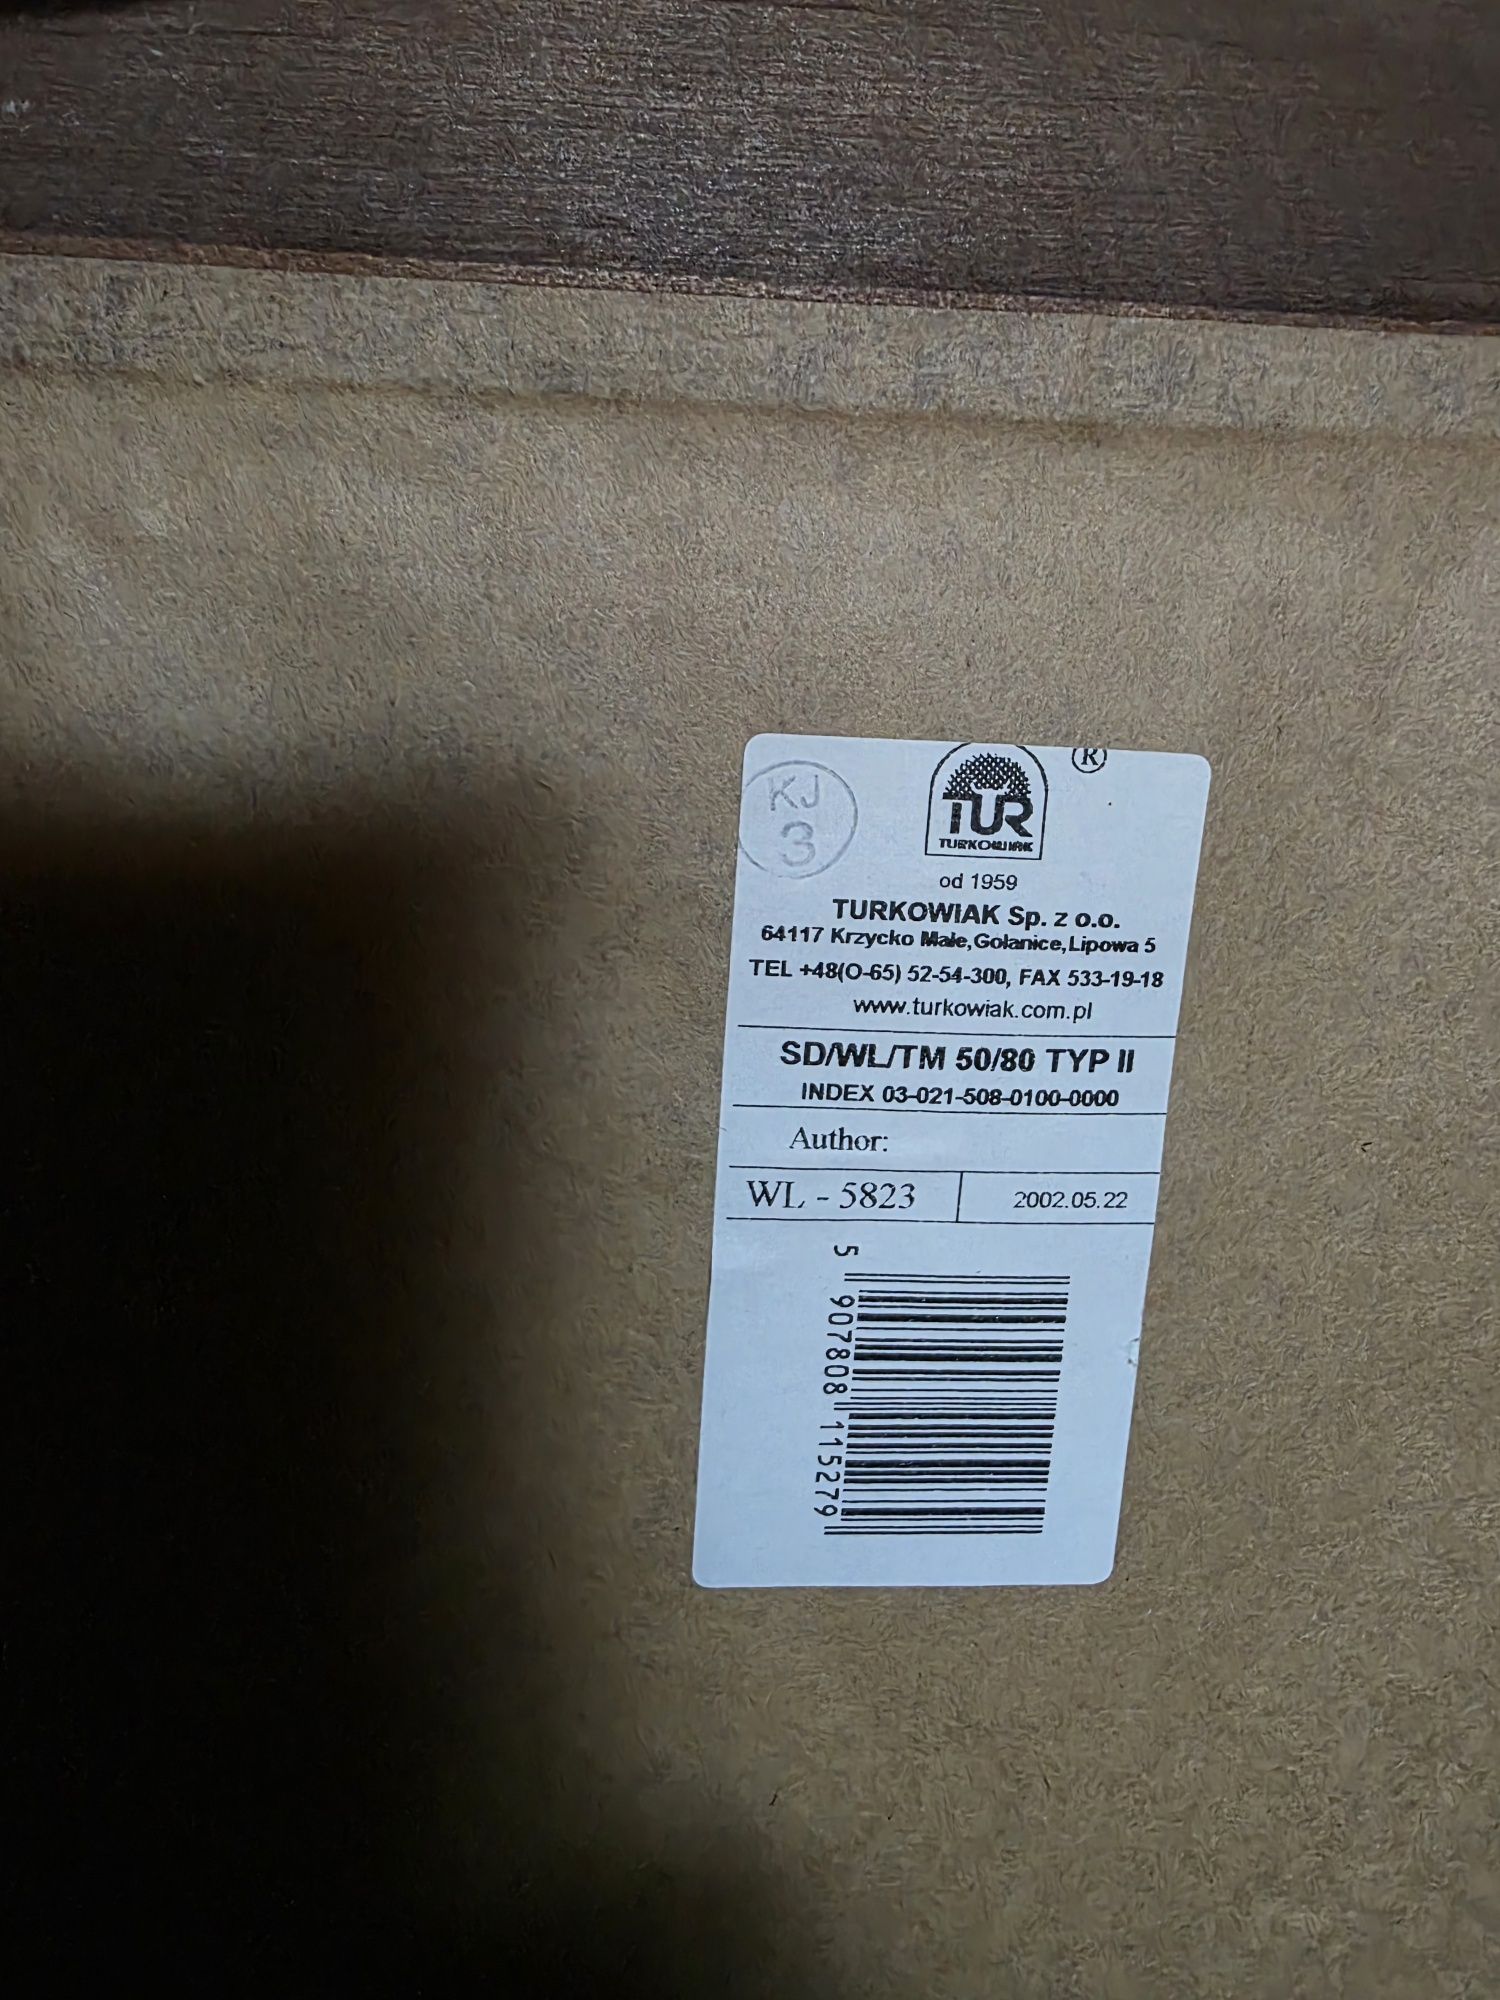 KJ
3
TUR
TURKOWIAK
®
od 1959
TURKOWIAK Sp. z o.o.
64117 Krzycko Małe,Gołanice,Lipowa 5
TEL +48(O-65) 52-54-300, FAX 533-19-18
www.turkowiak.com.pl
SD/WL/TM 50/80 TYP II
INDEX 03-021-508-0100-0000
Author:
WL - 5823
2002.05.22
5 907808 115279